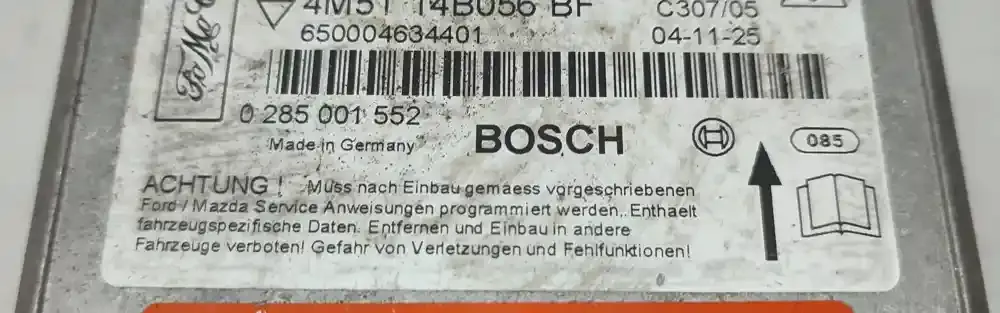 4M51 14B056 BF
C307/05
650004634401
04-11-25
FoMoCo
0 285 001 552
Made in Germany
BOSCH
085
ACHTUNG ! Muss nach Einbau gemaess vorgeschriebenen
Ford / Mazda Service Anweisungen programmiert werden. Enthaelt
fahrzeugspezifische Daten. Entfernen und Einbau in andere
Fahrzeuge verboten! Gefahr von Verletzungen und Fehlfunktionen!